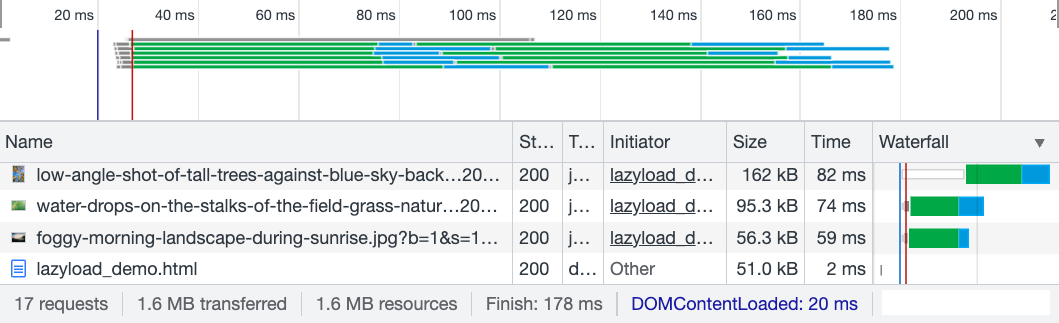 20 ms 40 ms 60 ms 80 ms 100 ms 120 ms 140 ms 160 ms 180 ms 200 ms 2
Name St... T... Initiator Size Time Waterfall ▼
low-angle-shot-of-tall-trees-against-blue-sky-back...20... 200 j... lazyload_d... 162 kB 82 ms
water-drops-on-the-stalks-of-the-field-grass-natur...20... 200 j... lazyload_d... 95.3 kB 74 ms
foggy-morning-landscape-during-sunrise.jpg?b=1&s=1... 200 j... lazyload_d... 56.3 kB 59 ms
lazyload_demo.html 200 d... Other 51.0 kB 2 ms
17 requests 1.6 MB transferred 1.6 MB resources Finish: 178 ms DOMContentLoaded: 20 ms